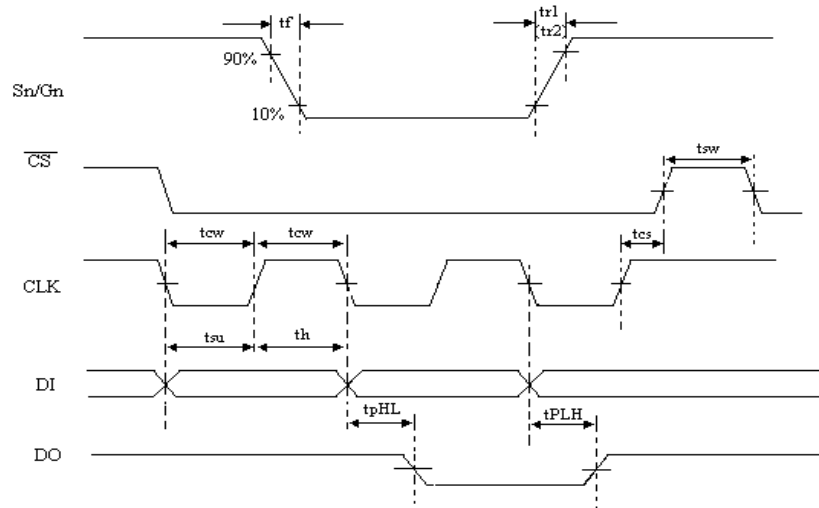 tf
tr1
(tr2)
90%
Sn/Gn
10%
CS
tsw
tcw
tcw
tcs
CLK
tsu
th
DI
tpHL
tPLH
DO